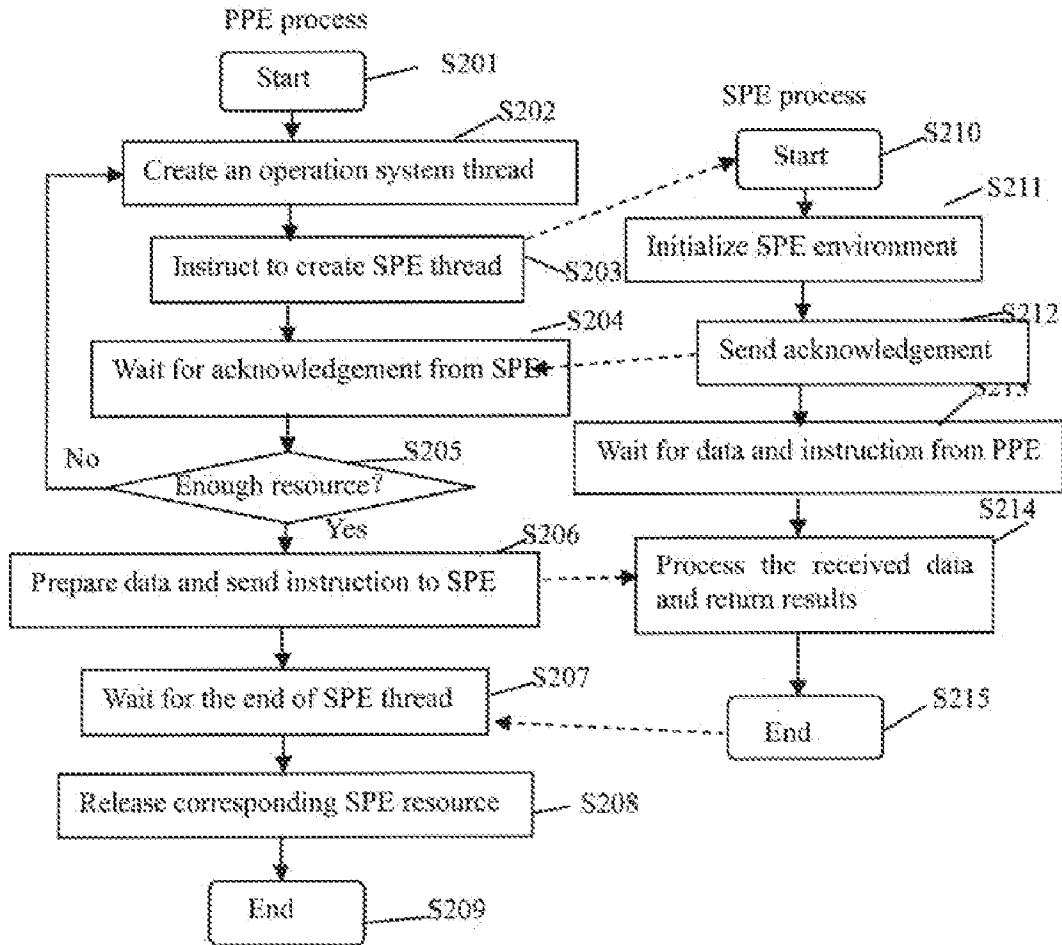 PPE process
Start
S201
S202
Create an operation system thread
Instruct to create SPE thread
S203
S204
Wait for acknowledgement from SPE
No
S205
Enough resource?
Yes
S206
Prepare data and send instruction to SPE
Wait for the end of SPE thread
S207
Release corresponding SPE resource
S208
End
S209
SPE process
Start
S210
S211
Initialize SPE environment
S212
Send acknowledgement
S213
Wait for data and instruction from PPE
S214
Process the received data
and return results
End
S215